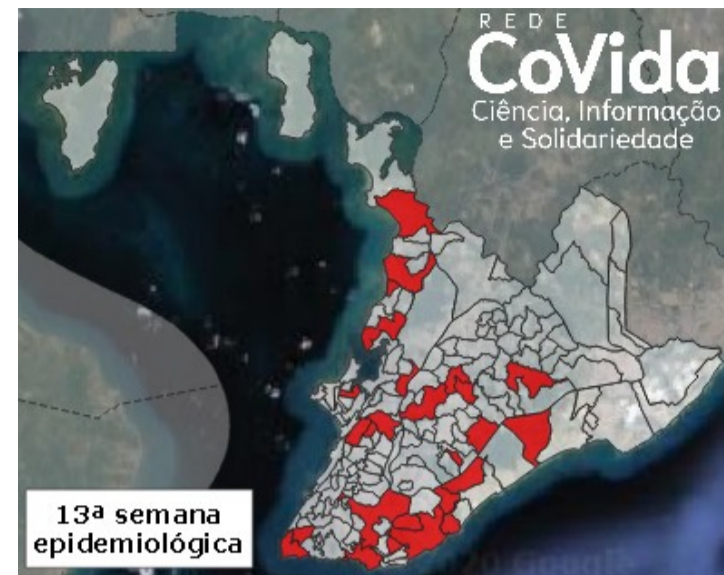 REDE
CoVida
Ciência, Informação
e Solidariedade
13ª semana
epidemiológica